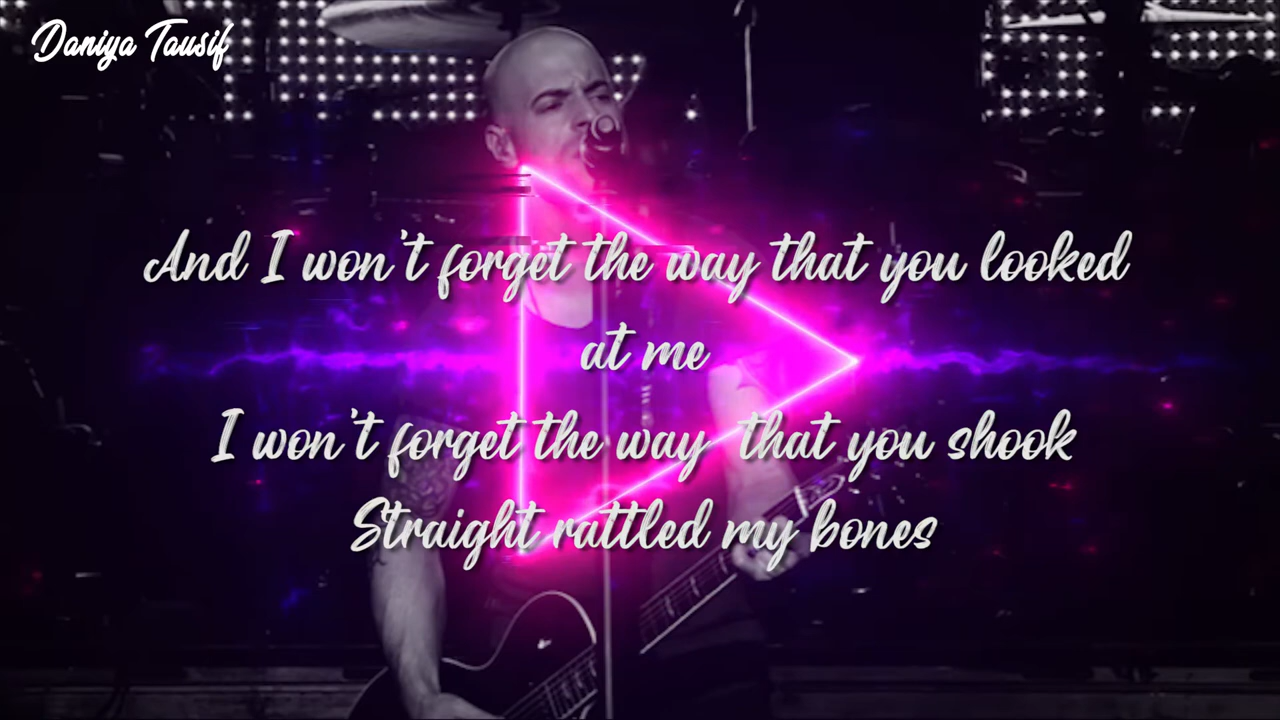 Daniya Tausif
And I won't forget the way that you looked
at me
I won't forget the way that you shook
Straight rattled my bones